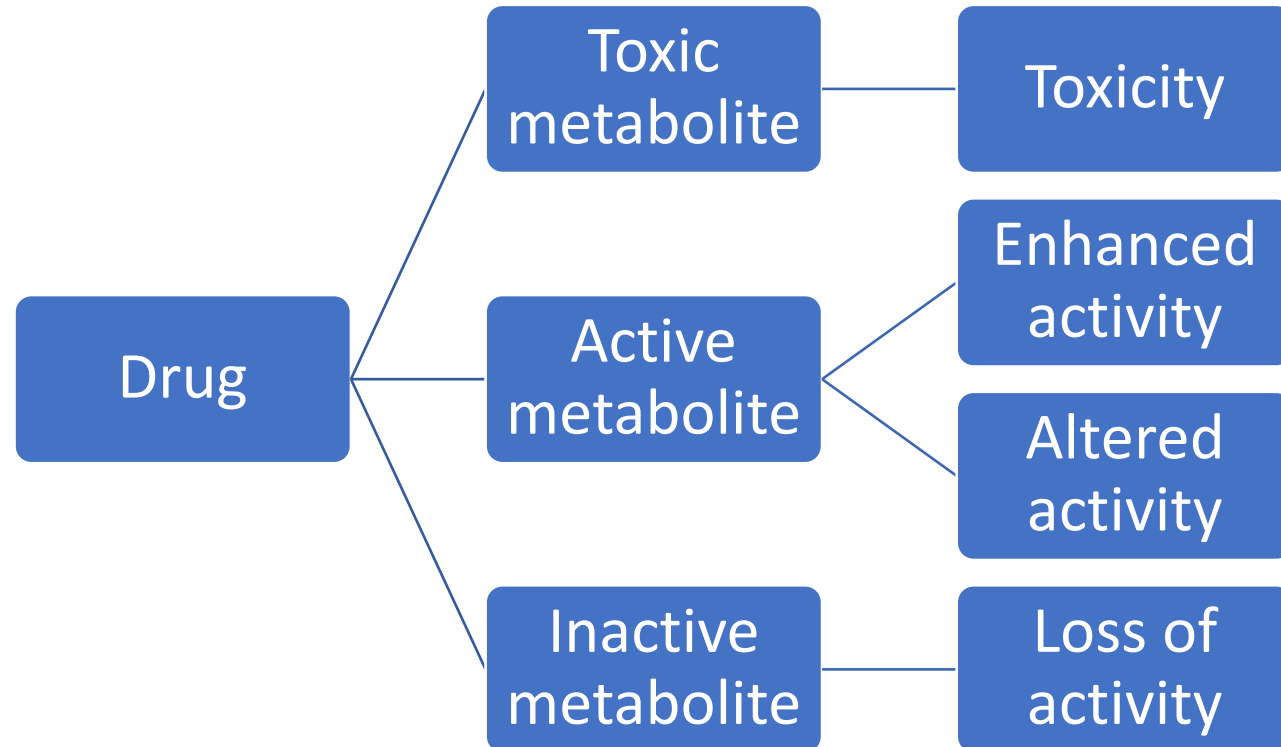 Drug
Toxic
metabolite
Toxicity
Active
metabolite
Enhanced
activity
Altered
activity
Inactive
metabolite
Loss of
activity